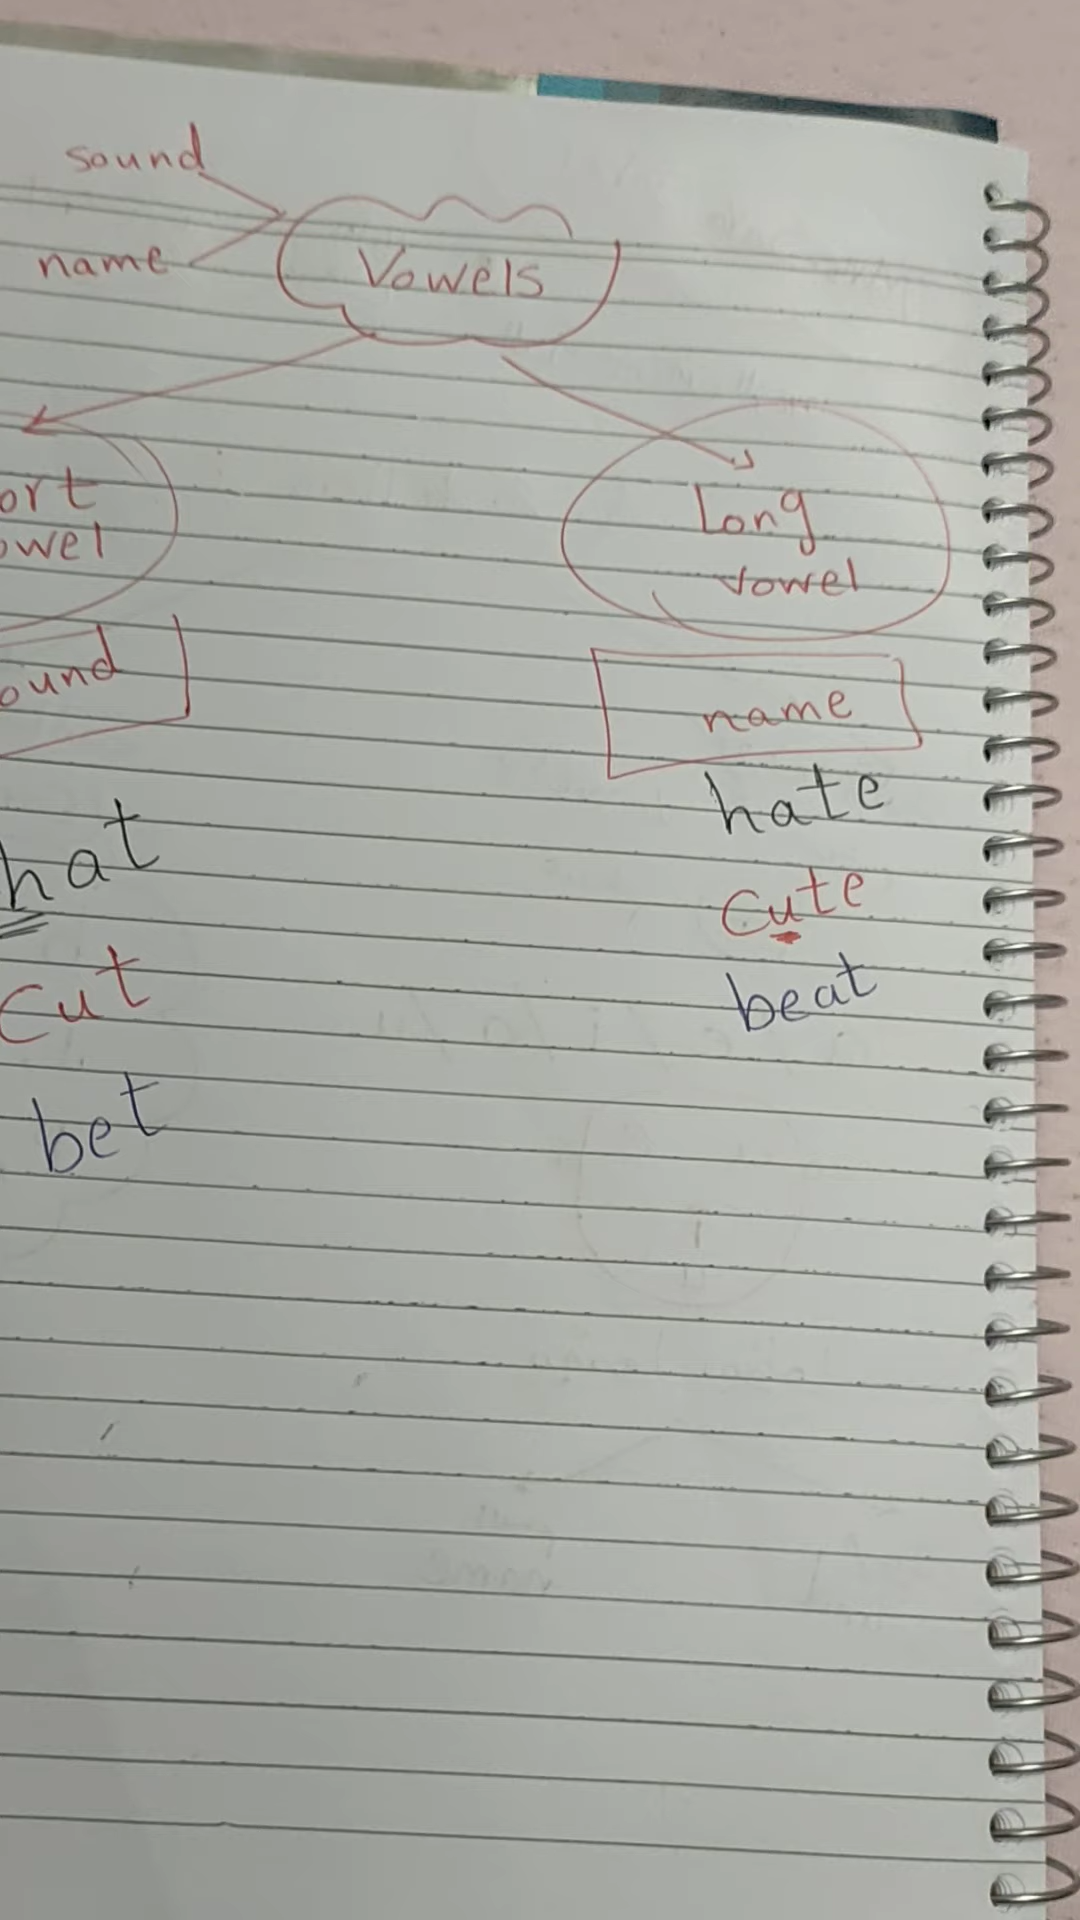 sound
name
Vowels
ort
owel
Long
vowel
ound
name
hat
hate
Cut
Cute
bet
beat